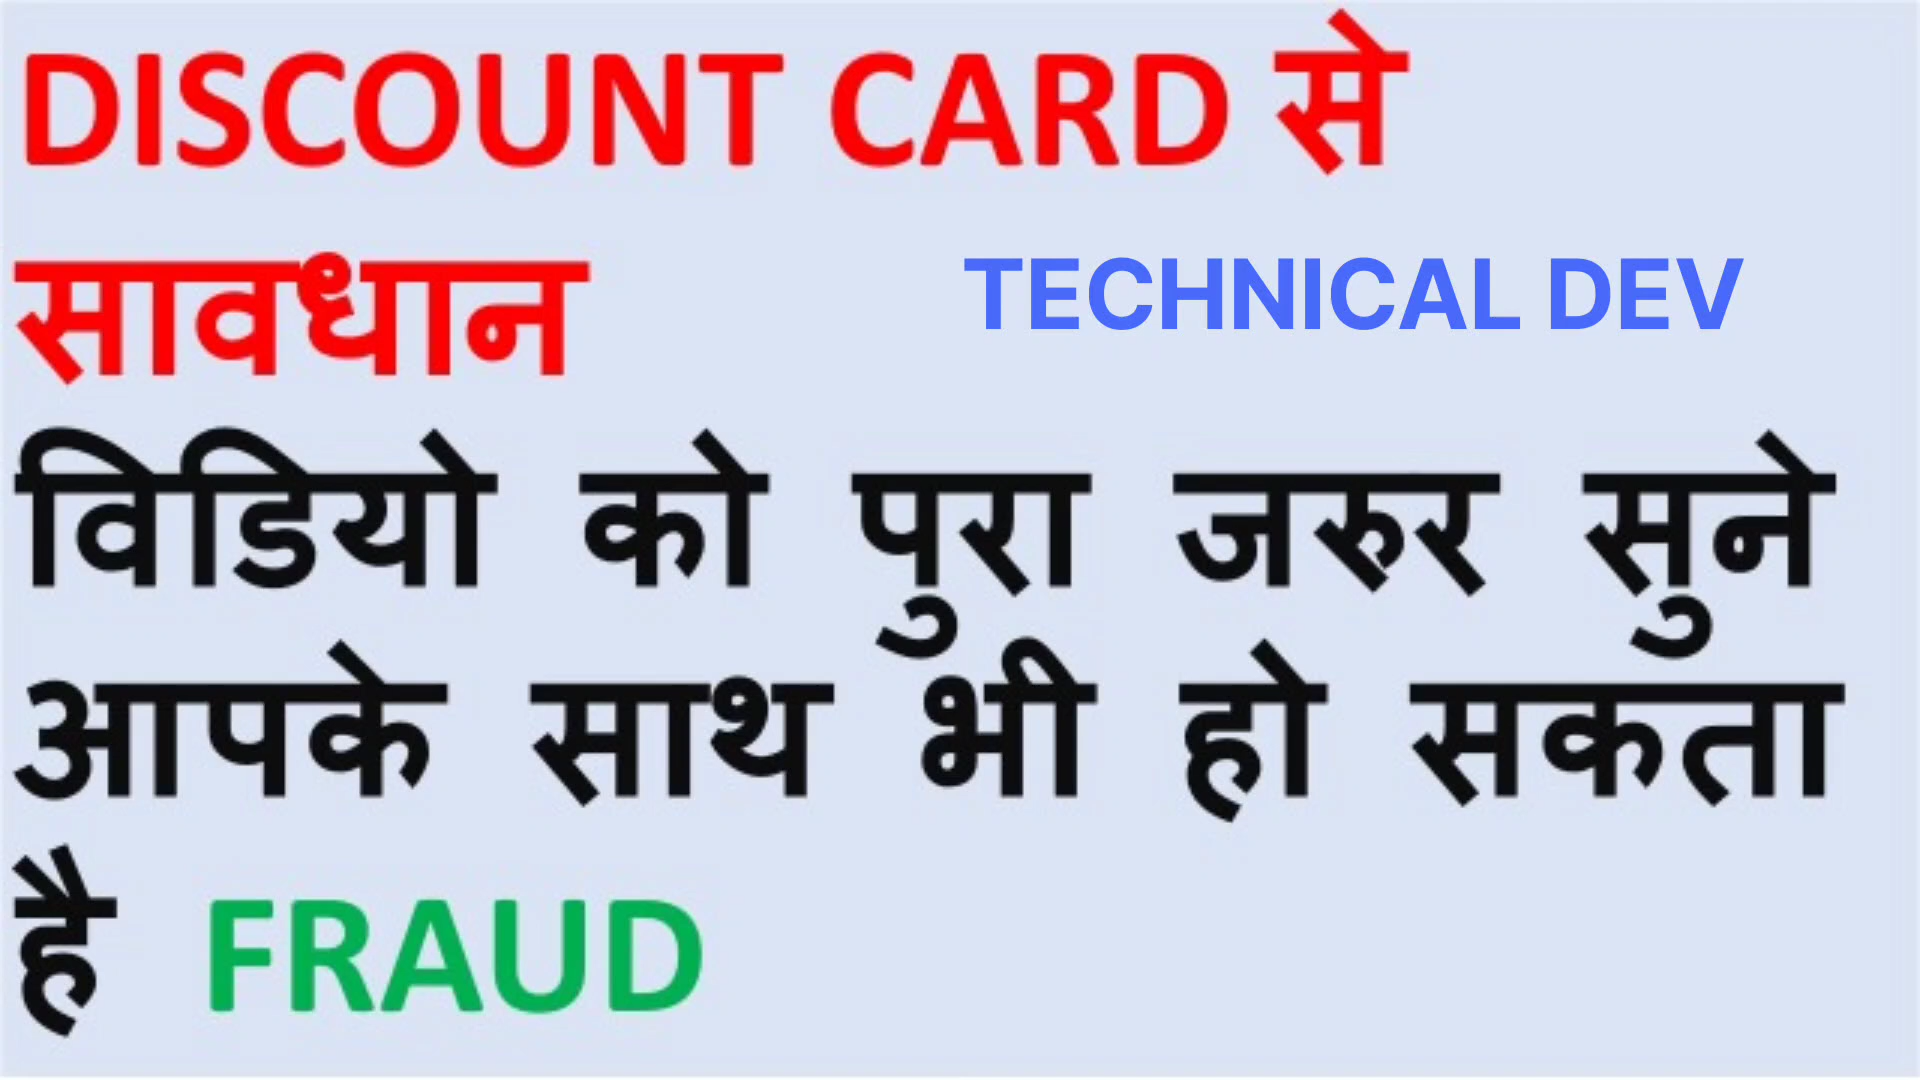 DISCOUNT CARD से
सावधान
TECHNICAL DEV
विडियो को पुरा जरुर सुने
आपके साथ भी हो सकता
है FRAUD